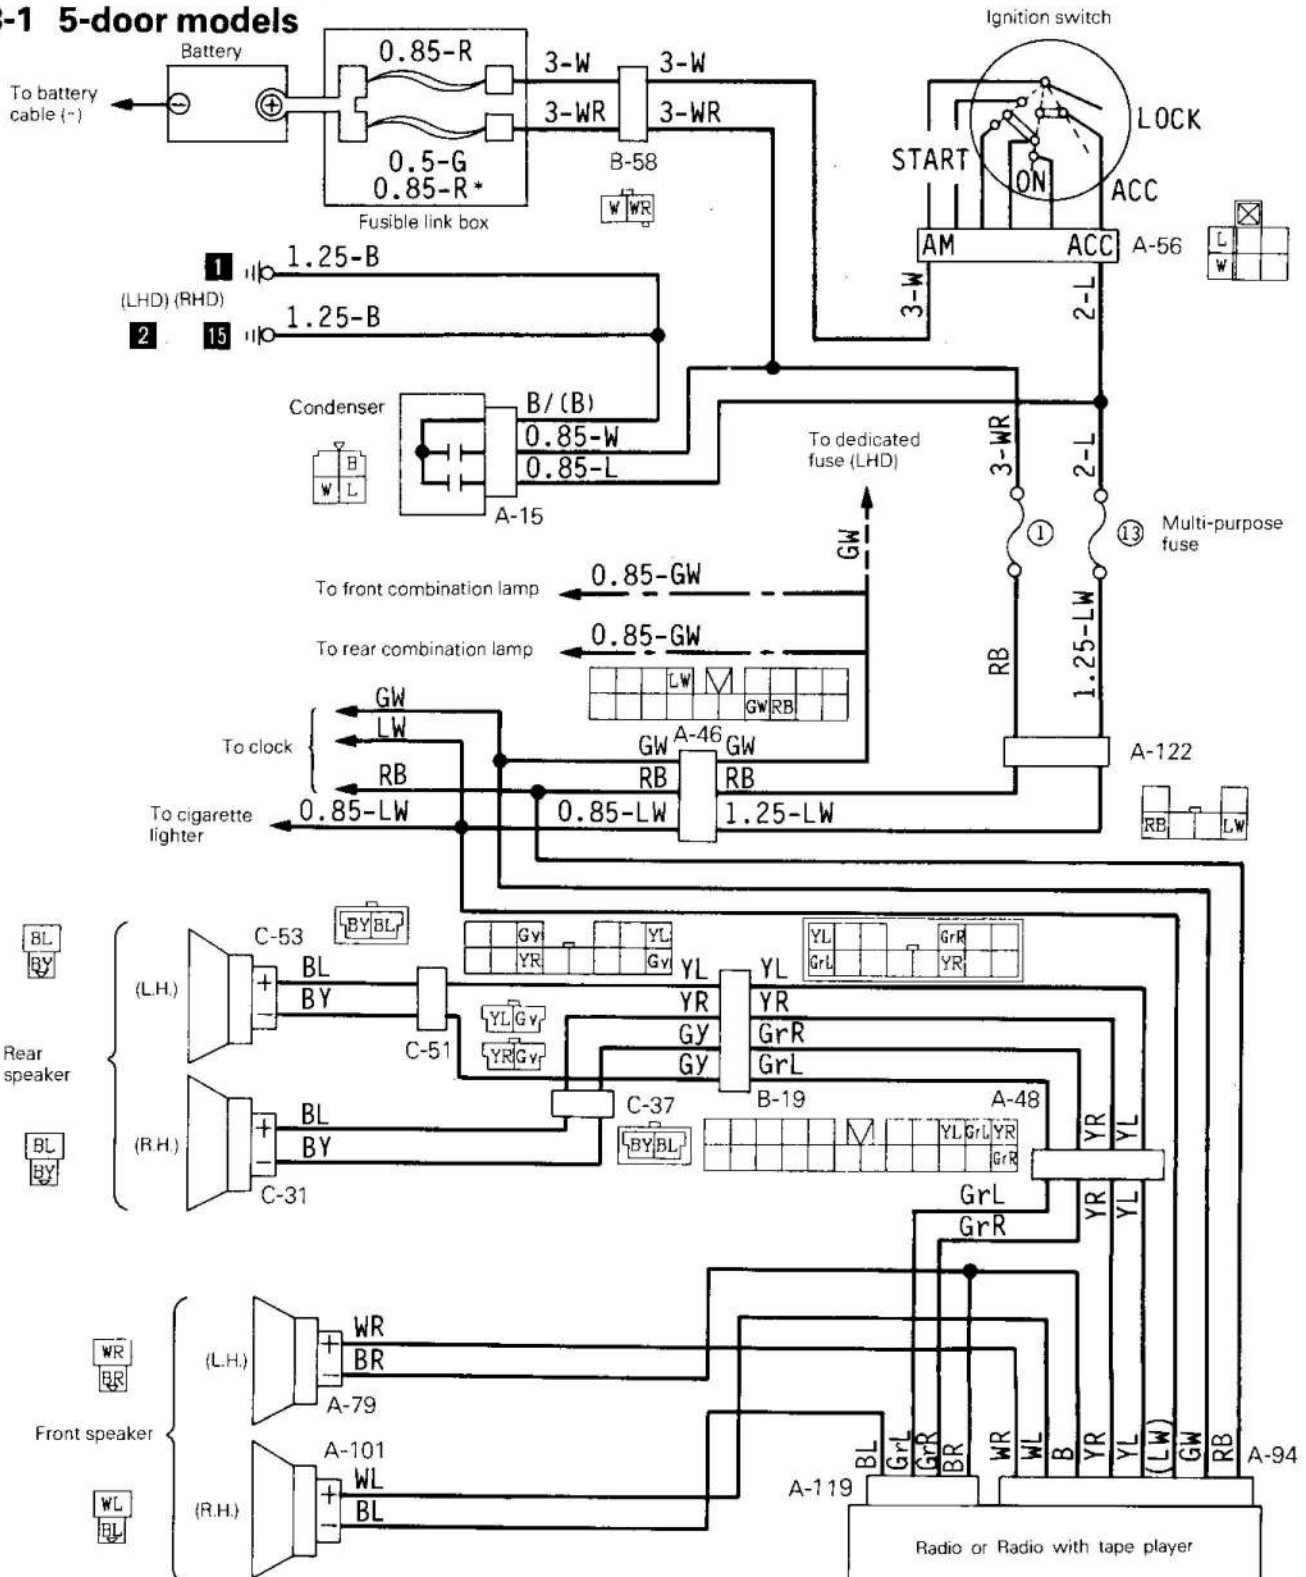 3-1 5-door models
Ignition switch
Battery
To battery
cable (-)
0.85-R
3-W
3-W
3-WR
3-WR
0.5-G
0.85-R*
B-58
W WR
Fusible link box
LOCK
START
ON
ACC
AM
ACC
A-56
L
W
3-W
2-L
1
1.25-B
(LHD) (RHD)
2
15
1.25-B
Condenser
B/(B)
0.85-W
0.85-L
B
W L
A-15
To dedicated
fuse (LHD)
3-WR
2-L
GW
1
13
Multi-purpose
fuse
To front combination lamp
0.85-GW
To rear combination lamp
0.85-GW
RB
1.25-LW
LW
GW RB
A-46
To clock
GW
LW
RB
GW
GW
RB
RB
A-122
To cigarette
lighter
0.85-LW
0.85-LW
1.25-LW
RB
LW
BL
BY
C-53
BY BL
Gy
YL
YR
Gy
YL
GrR
GrL
YR
(L.H.)
BL
BY
YL
YL
YR
YR
GY
GrR
GY
GrL
YL Gy
YR Gy
C-51
Rear
speaker
C-37
B-19
A-48
YR
YL
BL
BY
(R.H.)
BL
BY
BY BL
YL GrL YR
GrR
C-31
GrL
GrR
YR
YL
WR
BR
(L.H.)
WR
BR
A-79
Front speaker
A-101
WL
BL
(R.H.)
WL
BL
BL
GrL
GrR
BR
WR
WL
B
YR
YL
(LW)
GW
RB
A-94
A-119
Radio or Radio with tape player